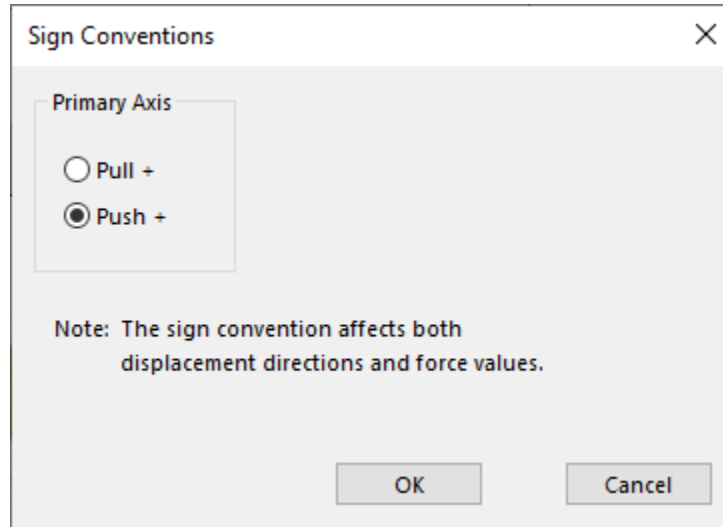 Sign Conventions
Primary Axis
Pull +
Push +
Note: The sign convention affects both
displacement directions and force values.
OK
Cancel